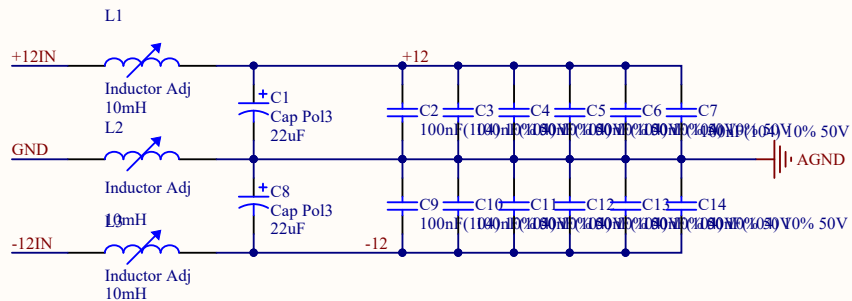 L1
+12IN
+12
Inductor Adj
10mH
+ C1
Cap Pol3
22uF
C2
C3
C4
C5
C6
C7
100nF(104) 10% 50V
L2
GND
AGND
Inductor Adj
10mH
L3
+ C8
Cap Pol3
22uF
C9
C10
C11
C12
C13
C14
100nF(104) 10% 50V
-12IN
-12
Inductor Adj
10mH